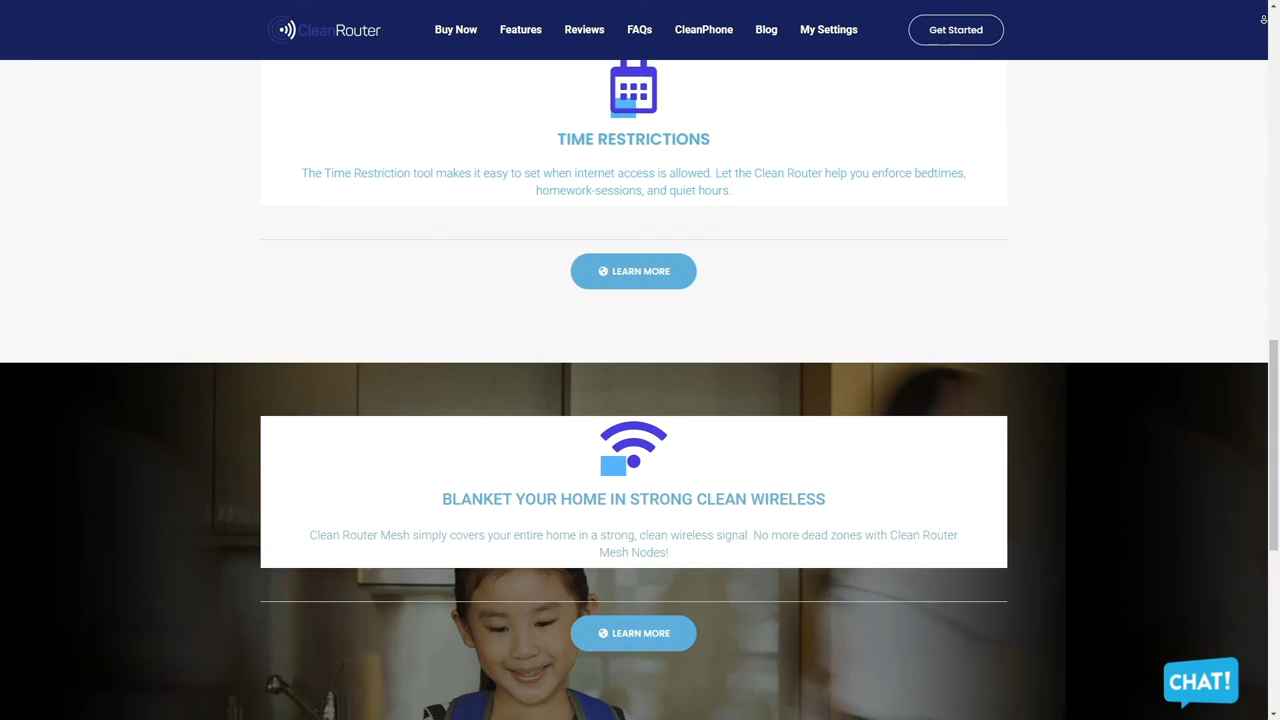 CleanRouter Buy Now Features Reviews FAQs CleanPhone Blog My Settings Get Started
TIME RESTRICTIONS
The Time Restriction tool makes it easy to set when internet access is allowed. Let the Clean Router help you enforce bedtimes,
homework-sessions, and quiet hours.
LEARN MORE
BLANKET YOUR HOME IN STRONG CLEAN WIRELESS
Clean Router Mesh simply covers your entire home in a strong, clean wireless signal. No more dead zones with Clean Router
Mesh Nodes!
LEARN MORE
CHAT!